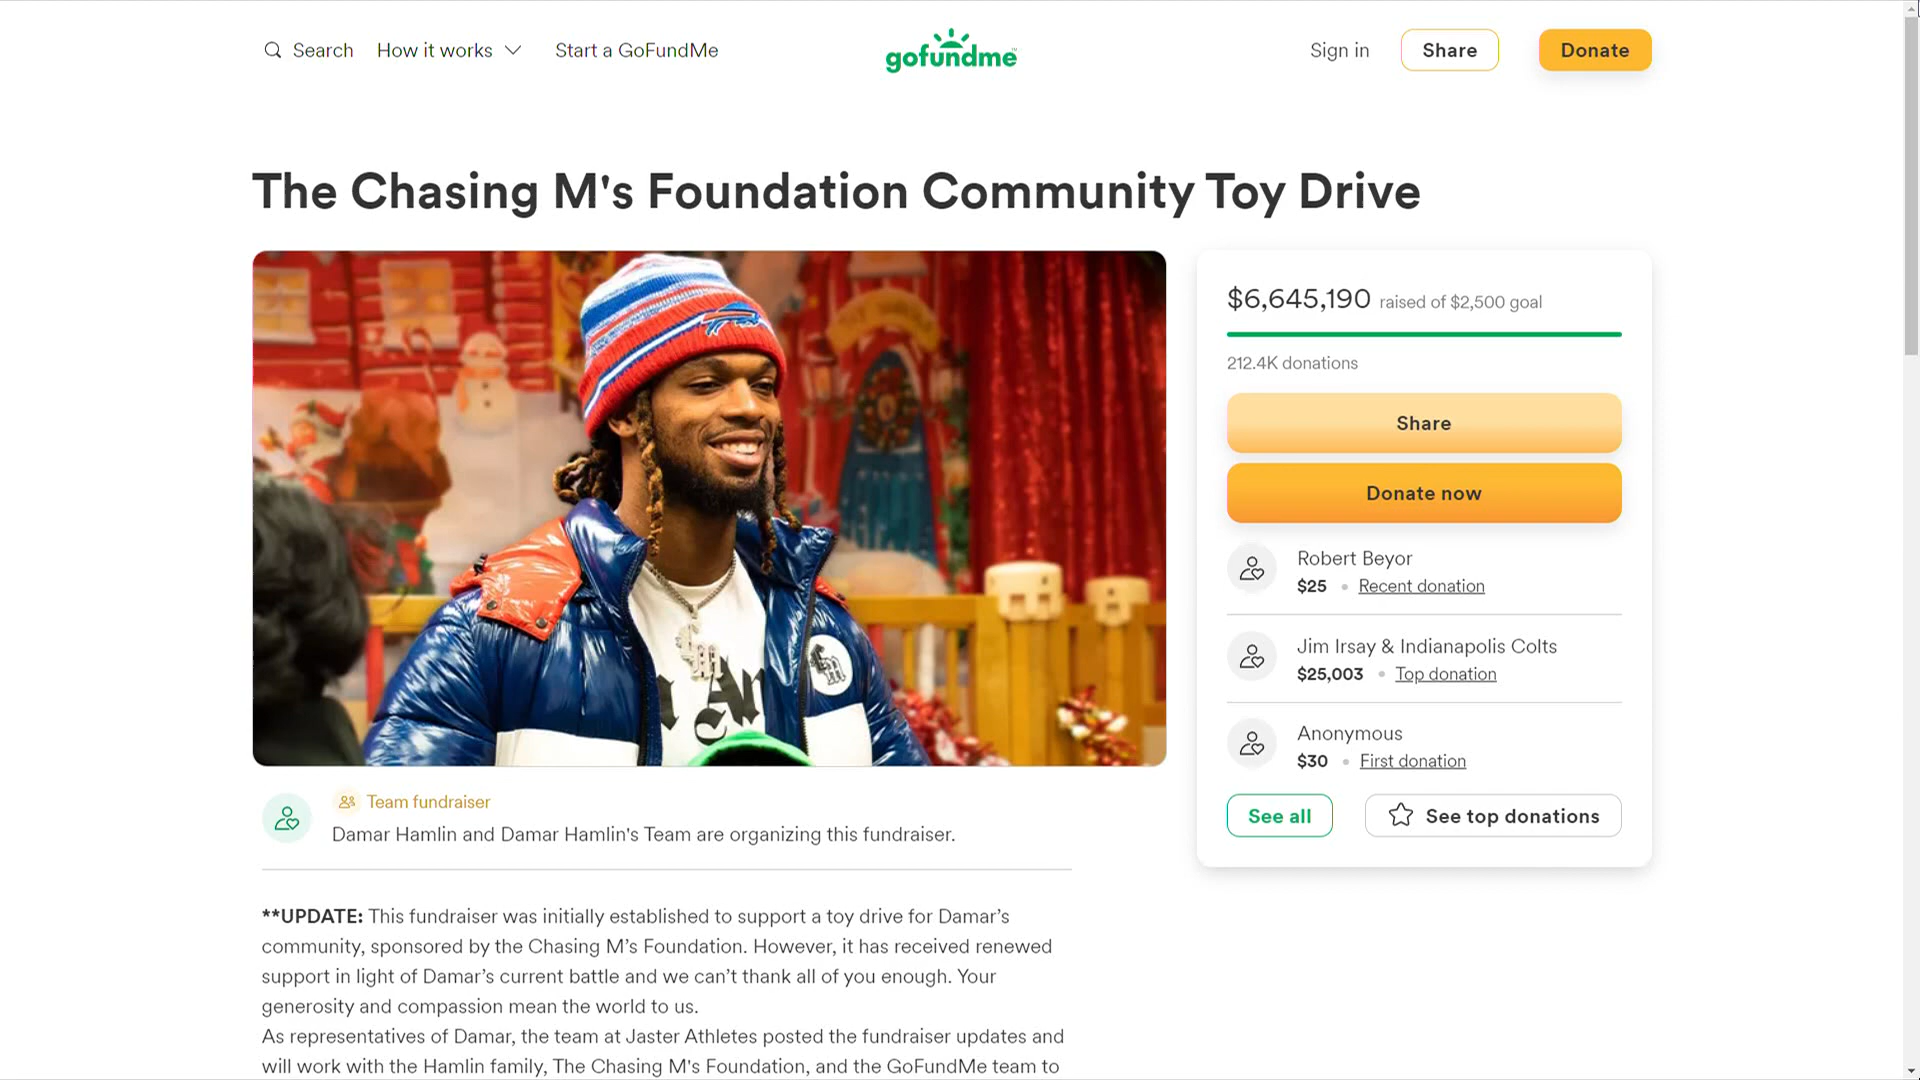 Search How it works Start a GoFundMe gofundme Sign in Share Donate
The Chasing M's Foundation Community Toy Drive
$6,645,190 raised of $2,500 goal
212.4K donations
Share
Donate now
Robert Beyor
$25 • Recent donation
Jim Irsay & Indianapolis Colts
$25,003 • Top donation
Anonymous
$30 • First donation
See all See top donations
Team fundraiser
Damar Hamlin and Damar Hamlin's Team are organizing this fundraiser.
**UPDATE: This fundraiser was initially established to support a toy drive for Damar’s
community, sponsored by the Chasing M’s Foundation. However, it has received renewed
support in light of Damar’s current battle and we can’t thank all of you enough. Your
generosity and compassion mean the world to us.
As representatives of Damar, the team at Jaster Athletes posted the fundraiser updates and
will work with the Hamlin family, The Chasing M's Foundation, and the GoFundMe team to